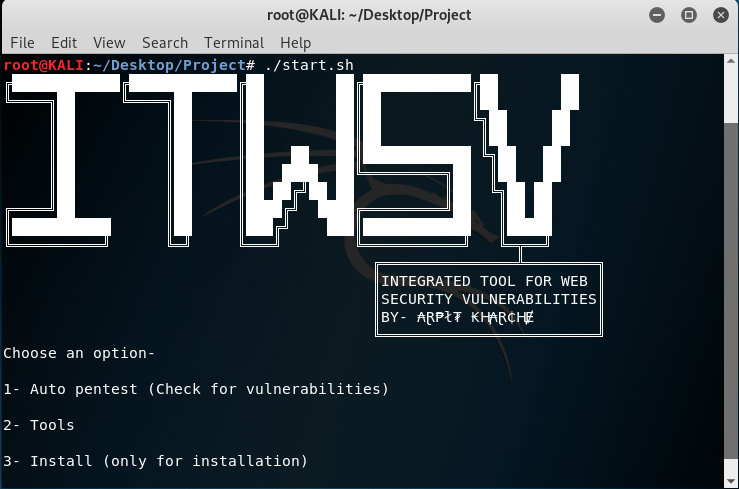 root@KALI: ~/Desktop/Project
File Edit View Search Terminal Help
root@KALI:~/Desktop/Project# ./start.sh
ITWSV
INTEGRATED TOOL FOR WEB
SECURITY VULNERABILITIES
BY- ₳ⱤPł₮ ₭Ⱨ₳Ɽ₵ⱧɆ
Choose an option-
1- Auto pentest (Check for vulnerabilities)
2- Tools
3- Install (only for installation)